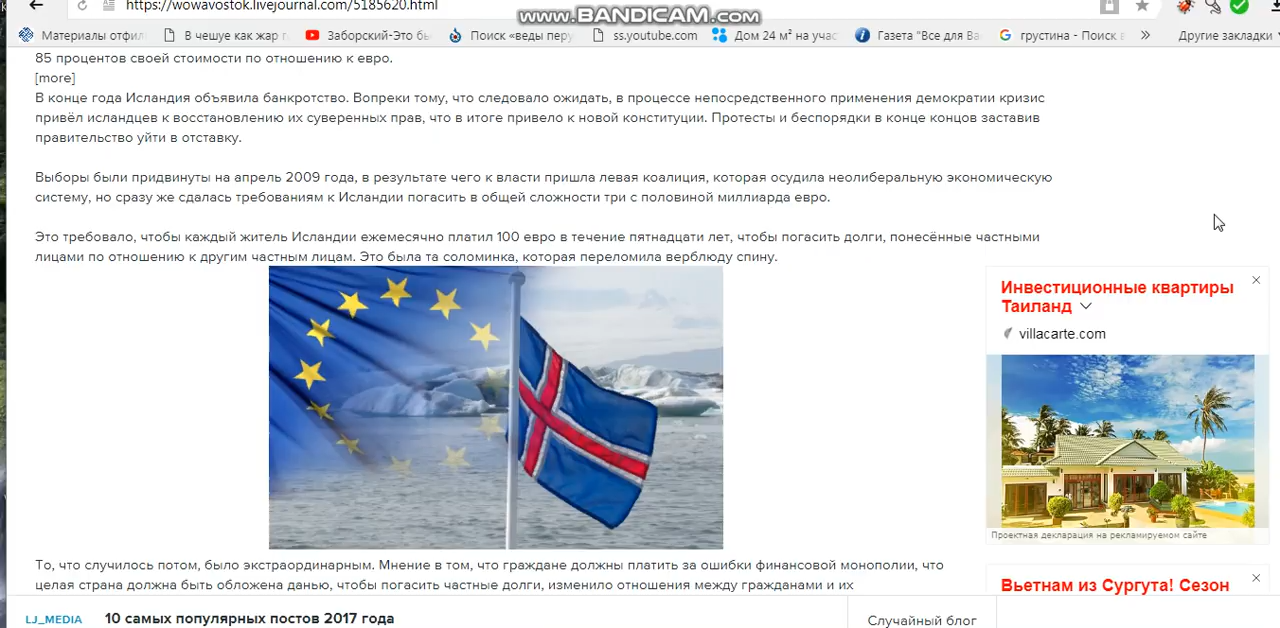 https://wowavostok.livejournal.com/5185620.html
www.BANDICAM.com
Материалы отфил
В чешуе как жар г
Заборский-Это бы
Поиск «веды перу
ss.youtube.com
Дом 24 м² на учас
Газета "Все для Ва
грустина - Поиск в
Другие закладки
85 процентов своей стоимости по отношению к евро.
[more]
В конце года Исландия объявила банкротство. Вопреки тому, что следовало ожидать, в процессе непосредственного применения демократии кризис
привёл исландцев к восстановлению их суверенных прав, что в итоге привело к новой конституции. Протесты и беспорядки в конце концов заставив
правительство уйти в отставку.
Выборы были придвинуты на апрель 2009 года, в результате чего к власти пришла левая коалиция, которая осудила неолиберальную экономическую
систему, но сразу же сдалась требованиям к Исландии погасить в общей сложности три с половиной миллиарда евро.
Это требовало, чтобы каждый житель Исландии ежемесячно платил 100 евро в течение пятнадцати лет, чтобы погасить долги, понесённые частными
лицами по отношению к другим частным лицам. Это была та соломинка, которая переломила верблюду спину.
Инвестиционные квартиры
Таиланд
villacarte.com
Проектная декларация на рекламируемом сайте
То, что случилось потом, было экстраординарным. Мнение в том, что граждане должны платить за ошибки финансовой монополии, что
целая страна должна быть обложена данью, чтобы погасить частные долги, изменило отношения между гражданами и их
Вьетнам из Сургута! Сезон
LJ_MEDIA
10 самых популярных постов 2017 года
Случайный блог